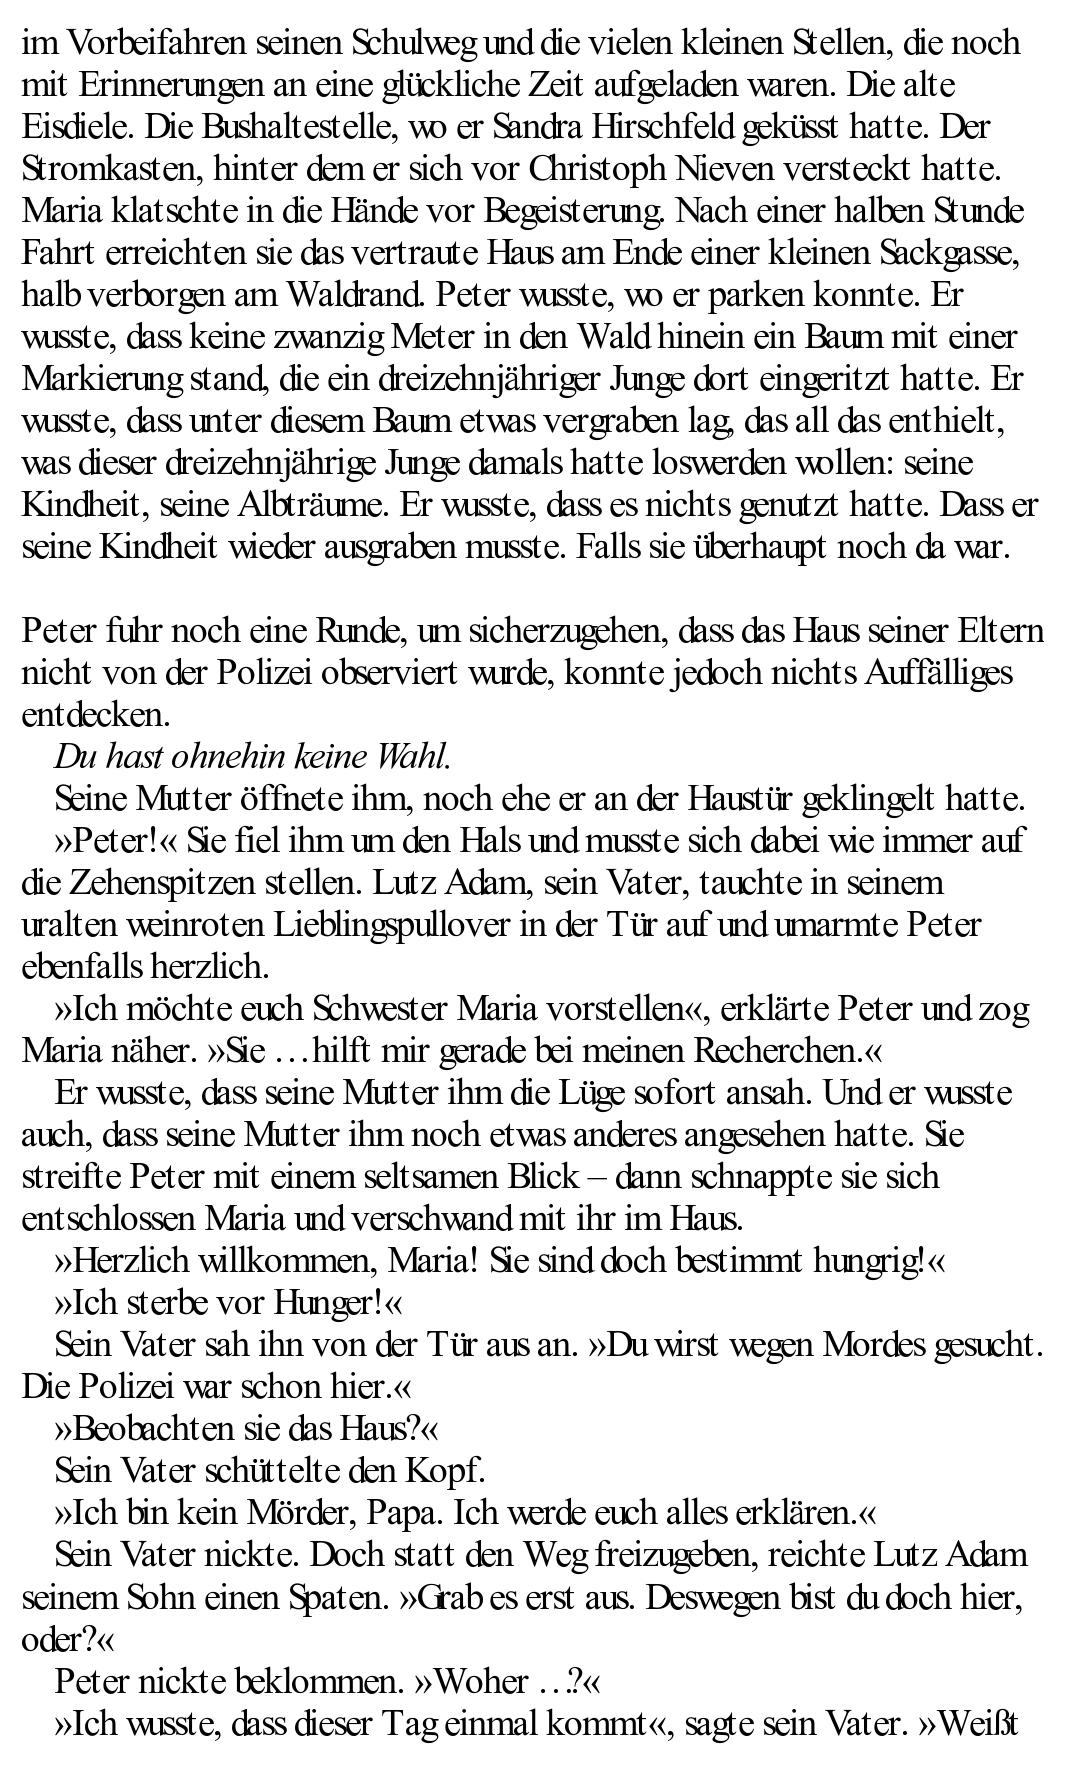 im Vorbeifahren seinen Schulweg und die vielen kleinen Stellen, die noch
mit Erinnerungen an eine glückliche Zeit aufgeladen waren. Die alte
Eisdiele. Die Bushaltestelle, wo er Sandra Hirschfeld geküsst hatte. Der
Stromkasten, hinter dem er sich vor Christoph Nieven versteckt hatte.
Maria klatschte in die Hände vor Begeisterung. Nach einer halben Stunde
Fahrt erreichten sie das vertraute Haus am Ende einer kleinen Sackgasse,
halb verborgen am Waldrand. Peter wusste, wo er parken konnte. Er
wusste, dass keine zwanzig Meter in den Wald hinein ein Baum mit einer
Markierung stand, die ein dreizehnjähriger Junge dort eingeritzt hatte. Er
wusste, dass unter diesem Baum etwas vergraben lag, das all das enthielt,
was dieser dreizehnjährige Junge damals hatte loswerden wollen: seine
Kindheit, seine Albträume. Er wusste, dass es nichts genutzt hatte. Dass er
seine Kindheit wieder ausgraben musste. Falls sie überhaupt noch da war.
Peter fuhr noch eine Runde, um sicherzugehen, dass das Haus seiner Eltern
nicht von der Polizei observiert wurde, konnte jedoch nichts Auffälliges
entdecken.
Du hast ohnehin keine Wahl.
Seine Mutter öffnete ihm, noch ehe er an der Haustür geklingelt hatte.
»Peter!« Sie fiel ihm um den Hals und musste sich dabei wie immer auf
die Zehenspitzen stellen. Lutz Adam, sein Vater, tauchte in seinem
uralten weinroten Lieblingspullover in der Tür auf und umarmte Peter
ebenfalls herzlich.
»Ich möchte euch Schwester Maria vorstellen«, erklärte Peter und zog
Maria näher. »Sie … hilft mir gerade bei meinen Recherchen.«
Er wusste, dass seine Mutter ihm die Lüge sofort ansah. Und er wusste
auch, dass seine Mutter ihm noch etwas anderes angesehen hatte. Sie
streifte Peter mit einem seltsamen Blick – dann schnappte sie sich
entschlossen Maria und verschwand mit ihr im Haus.
»Herzlich willkommen, Maria! Sie sind doch bestimmt hungrig!«
»Ich sterbe vor Hunger!«
Sein Vater sah ihn von der Tür aus an. »Du wirst wegen Mordes gesucht.
Die Polizei war schon hier.«
»Beobachten sie das Haus?«
Sein Vater schüttelte den Kopf.
»Ich bin kein Mörder, Papa. Ich werde euch alles erklären.«
Sein Vater nickte. Doch statt den Weg freizugeben, reichte Lutz Adam
seinem Sohn einen Spaten. »Grab es erst aus. Deswegen bist du doch hier,
oder?«
Peter nickte beklommen. »Woher …?«
»Ich wusste, dass dieser Tag einmal kommt«, sagte sein Vater. »Weißt